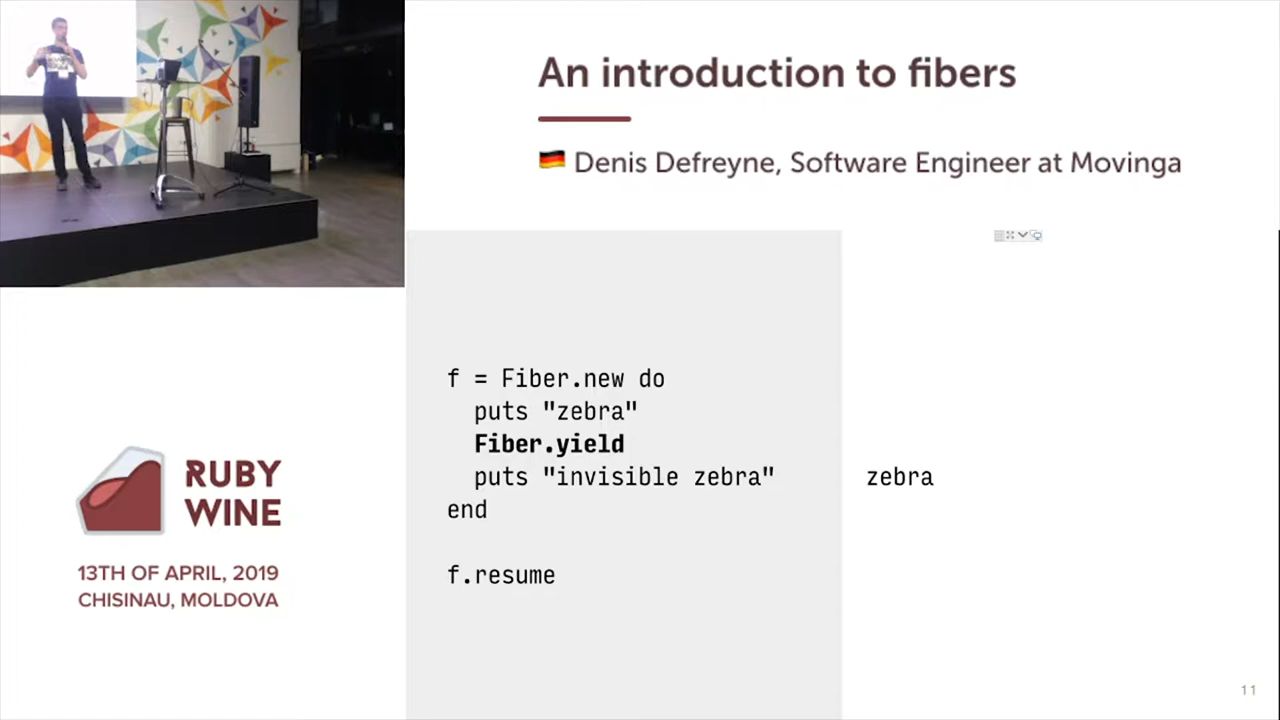 An introduction to fibers
🇩🇪 Denis Defreyne, Software Engineer at Movinga
f = Fiber.new do
  puts "zebra"
  Fiber.yield
  puts "invisible zebra"
end
f.resume
zebra
RUBY
WINE
13TH OF APRIL, 2019
CHISINAU, MOLDOVA
11